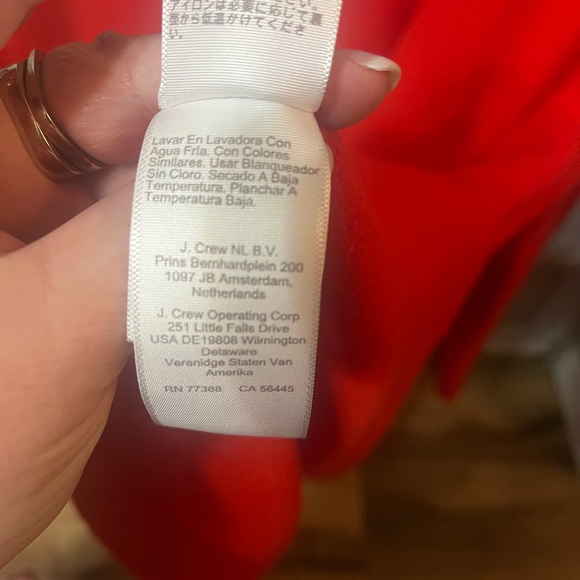 アイロンは必要に応じて裏
面から低温かけてくださ
い。
Lavar En Lavadora Con
Agua Fria. Con Colores
Similares. Usar Blanqueador
Sin Cloro. Secado A Baja
Temperatura. Planchar A
Temperatura Baja.
J. Crew NL B.V.
Prins Bernhardplein 200
1097 JB Amsterdam,
Netherlands
J. Crew Operating Corp
251 Little Falls Drive
USA DE19808 Wilmington
Delaware
Verenidge Staten Van
Amerika
RN 77388 CA 56445